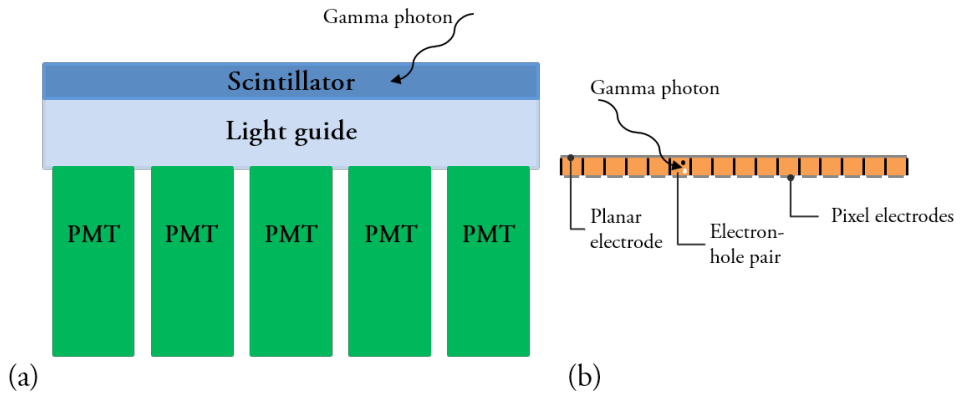 Gamma photon
Scintillator
Light guide
PMT PMT PMT PMT PMT
(a)
Gamma photon
Planar
electrode
Electron-
hole pair
Pixel electrodes
(b)